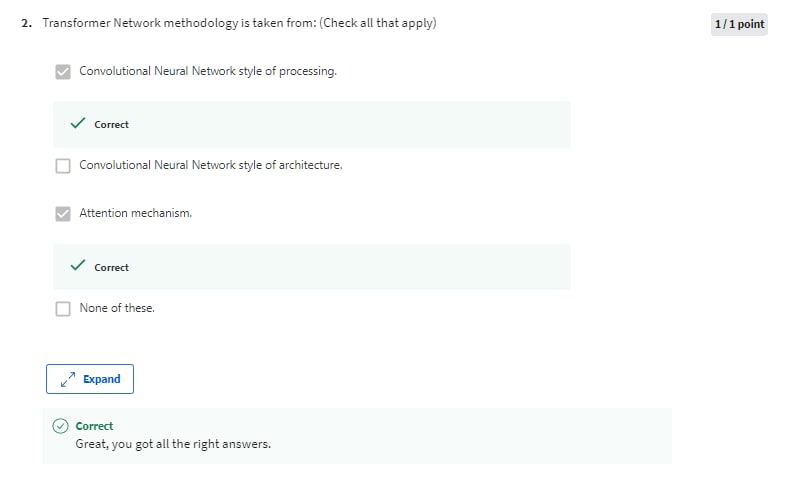 2. Transformer Network methodology is taken from: (Check all that apply)
1 / 1 point
Convolutional Neural Network style of processing.
Correct
Convolutional Neural Network style of architecture.
Attention mechanism.
Correct
None of these.
Expand
Correct
Great, you got all the right answers.